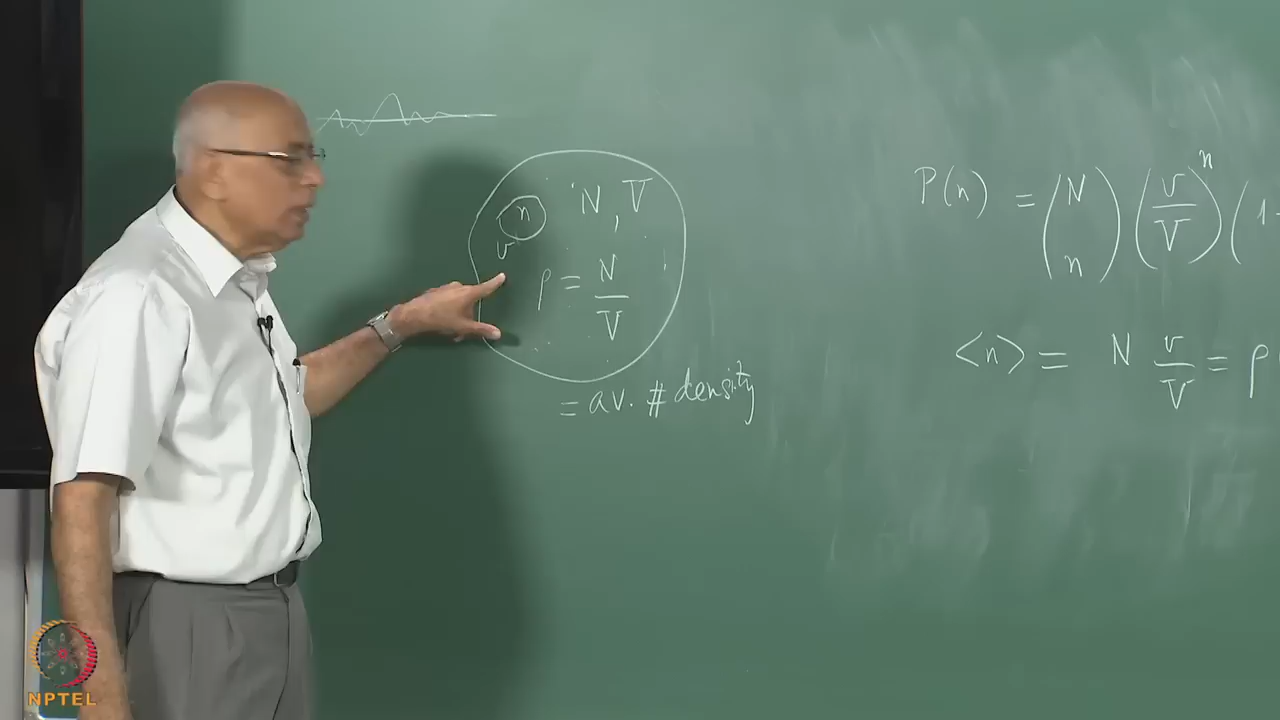 n N, V
v
ρ = N/V
= av. # density
P(n) = (N n) (v/V)^n (1-
<n> = N v/V = ρ
NPTEL